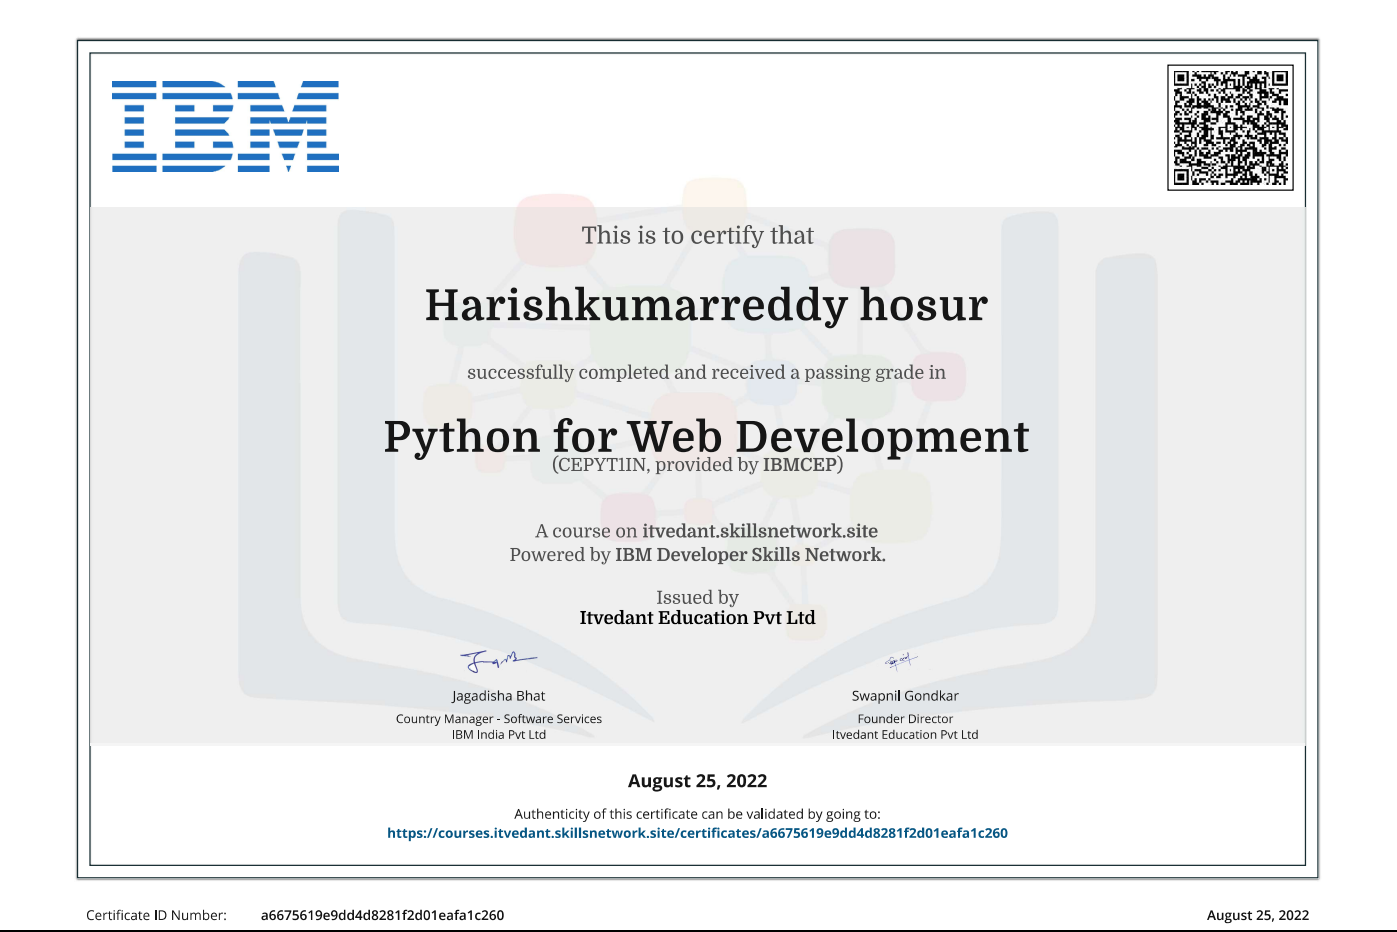 IBM
This is to certify that
Harishkumarreddy hosur
successfully completed and received a passing grade in
Python for Web Development
(CEPYT1IN, provided by IBMCEP)
A course on itvedant.skillsnetwork.site
Powered by IBM Developer Skills Network.
Issued by
Itvedant Education Pvt Ltd
Jagadisha Bhat
Country Manager - Software Services
IBM India Pvt Ltd
Swapnil Gondkar
Founder Director
Itvedant Education Pvt Ltd
August 25, 2022
Authenticity of this certificate can be validated by going to:
https://courses.itvedant.skillsnetwork.site/certificates/a6675619e9dd4d8281f2d01eafa1c260
Certificate ID Number: a6675619e9dd4d8281f2d01eafa1c260
August 25, 2022